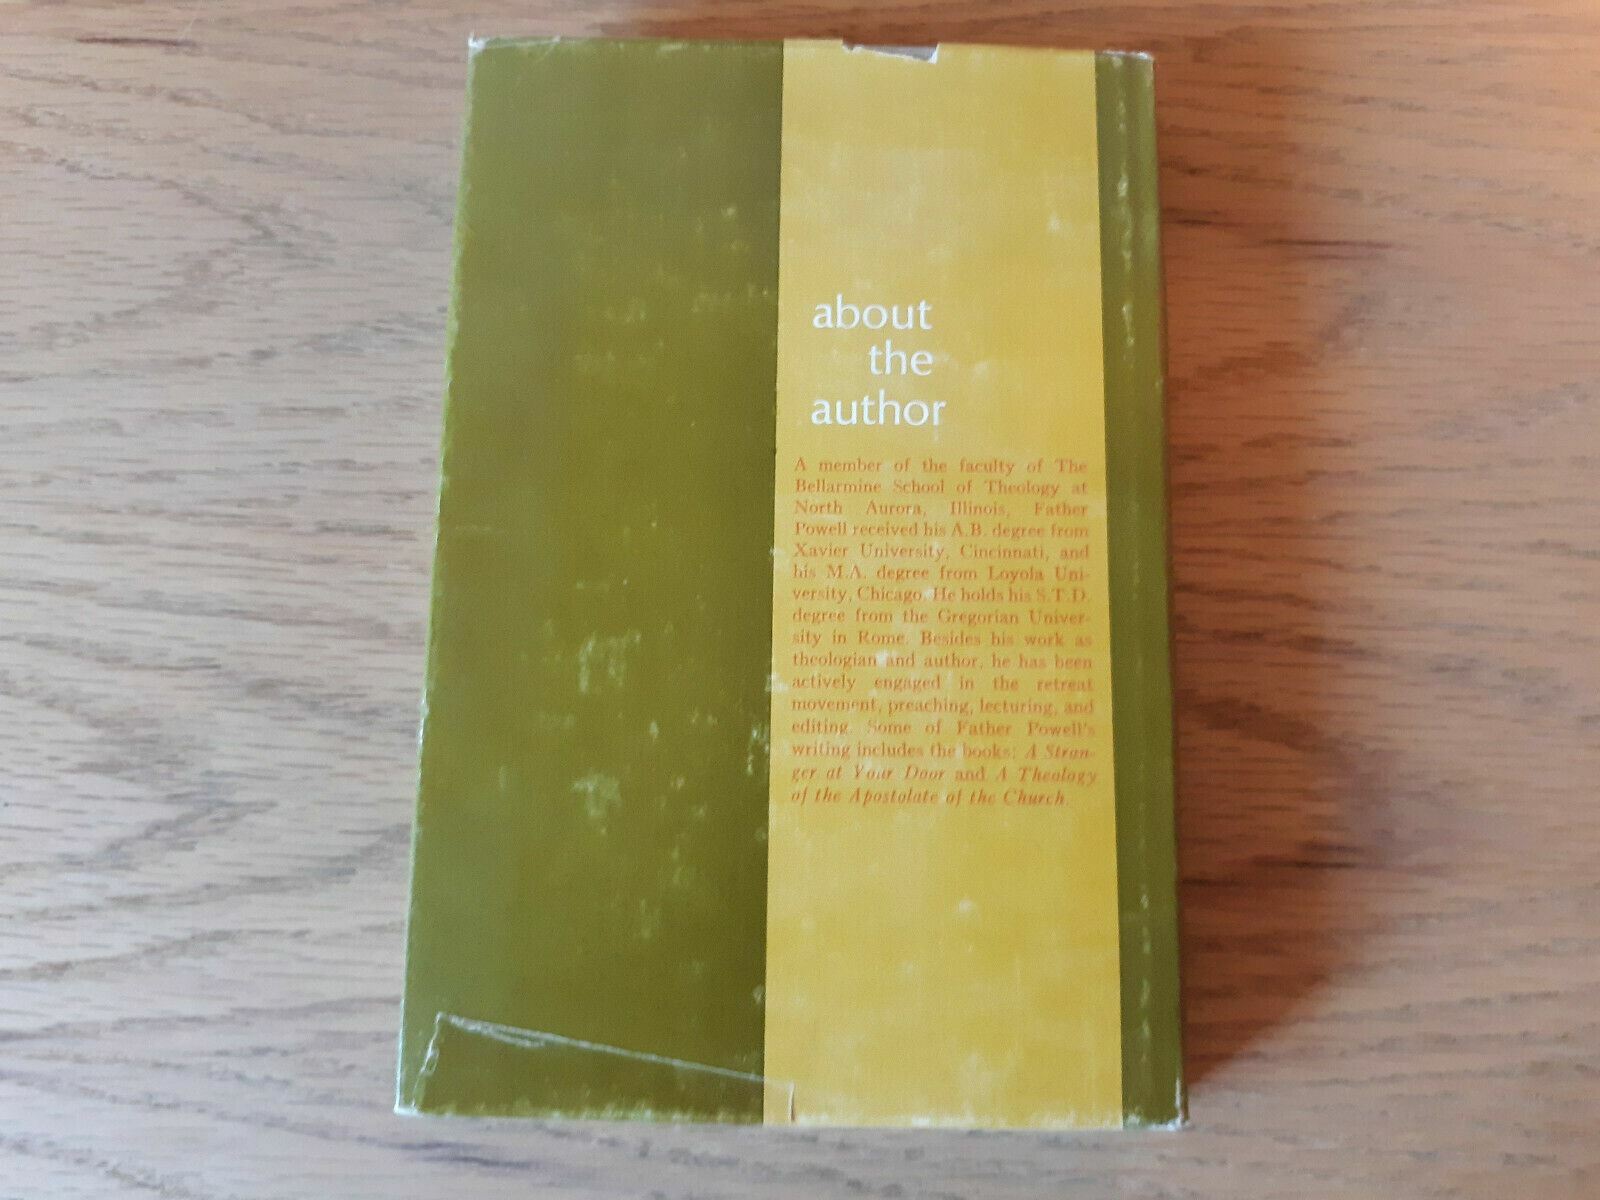 about
the
author
A member of the faculty of The
Bellarmine School of Theology at
North Aurora, Illinois, Father
Powell received his A.B. degree from
Xavier University, Cincinnati, and
his M.A. degree from Loyola Uni-
versity, Chicago. He holds his S.T.D.
degree from the Gregorian Univer-
sity in Rome. Besides his work as
theologian and author, he has been
actively engaged in the retreat
movement, preaching, lecturing, and
editing. Some of Father Powell's
writing includes the books: A Stran-
ger at Your Door and A Theology
of the Apostolate of the Church.